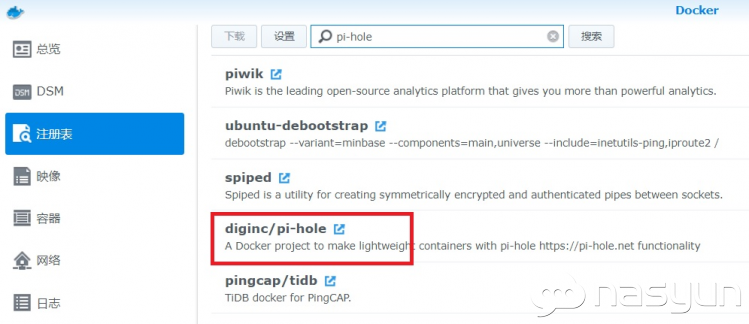 Docker
总览
DSM
DSM
注册表
映像
容器
网络
日志
下载 设置 pi-hole 搜索
piwik
Piwik is the leading open-source analytics platform that gives you more than powerful analytics.
ubuntu-debootstrap
debootstrap --variant=minbase --components=main,universe --include=inetutils-ping,iproute2 /
spiped
Spiped is a utility for creating symmetrically encrypted and authenticated pipes between sockets.
diginc/pi-hole
A Docker project to make lightweight containers with pi-hole https://pi-hole.net functionality
pingcap/tidb
TiDB docker for PingCAP.
nasyun